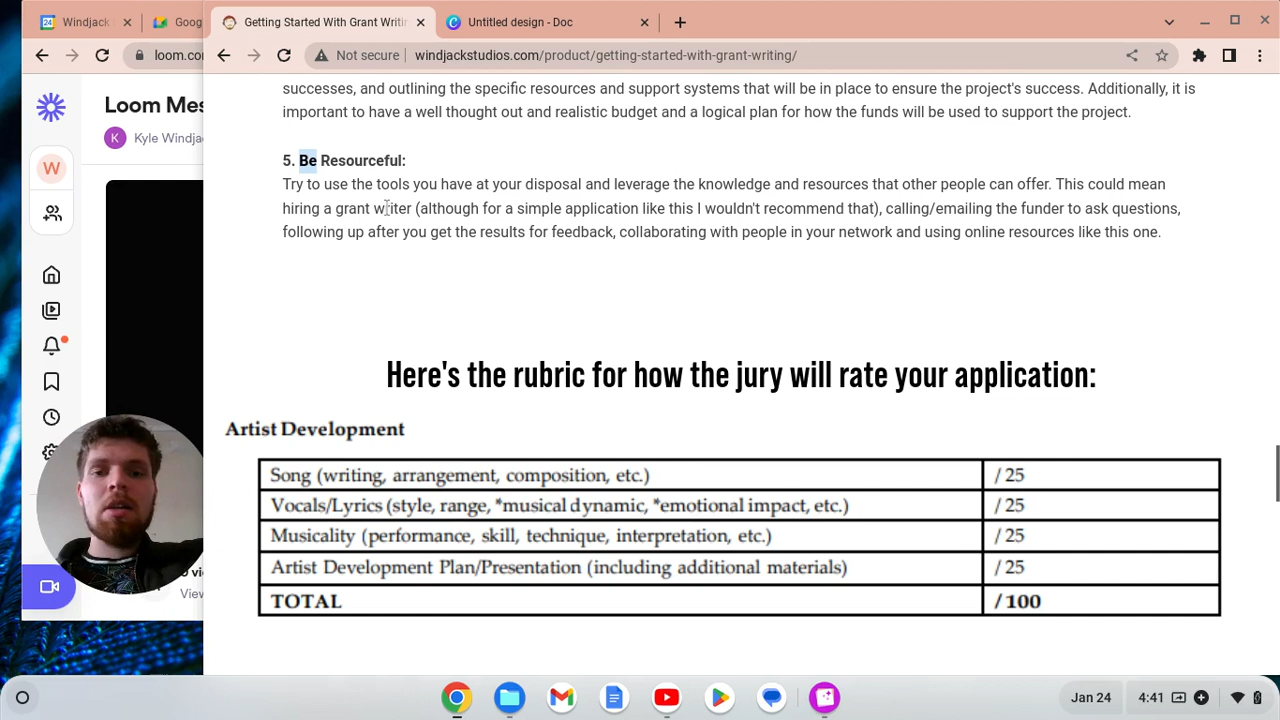 Windjack
Goog
Getting Started With Grant Writin
Untitled design - Doc
loom.co
Not secure
windjackstudios.com/product/getting-started-with-grant-writing/
Loom Mes
K
Kyle Windja
W
View
successes, and outlining the specific resources and support systems that will be in place to ensure the project's success. Additionally, it is
important to have a well thought out and realistic budget and a logical plan for how the funds will be used to support the project.
5. Be Resourceful:
Try to use the tools you have at your disposal and leverage the knowledge and resources that other people can offer. This could mean
hiring a grant writer (although for a simple application like this I wouldn't recommend that), calling/emailing the funder to ask questions,
following up after you get the results for feedback, collaborating with people in your network and using online resources like this one.
Here's the rubric for how the jury will rate your application:
Artist Development
Song (writing, arrangement, composition, etc.) / 25
Vocals/Lyrics (style, range, *musical dynamic, *emotional impact, etc.) / 25
Musicality (performance, skill, technique, interpretation, etc.) / 25
Artist Development Plan/Presentation (including additional materials) / 25
TOTAL / 100
Jan 24
4:41